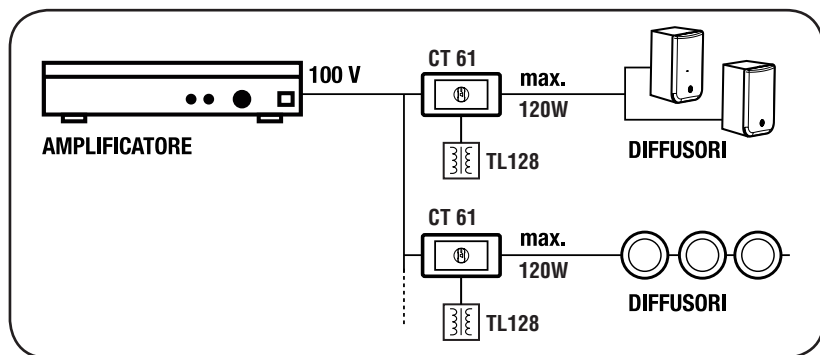 100 V
AMPLIFICATORE
CT 61
max.
120W
TL128
DIFFUSORI
CT 61
max.
120W
TL128
DIFFUSORI